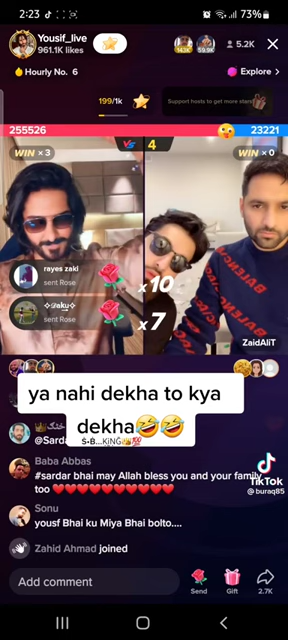 2:23
73%
Yousif_live
961.1K likes
5.2K
Hourly No. 6
Explore >
199/1k
Support hosts to get more stars
255526
23221
WIN × 3
VS
4
WIN × 0
rayes zaki
sent Rose
x10
sent Rose
x7
BALENCIAGA
ZaidAliT
ya nahi dekha to kya
dekha🤣🤣
@Sardar
TikTok
@buraq85
Baba Abbas
#sardar bhai may Allah bless you and your family
too ❤❤❤❤❤❤❤❤❤❤❤
Sonu
yousf Bhai ku Miya Bhai bolto....
Zahid Ahmad joined
Add comment
Send
Gift
2.7K